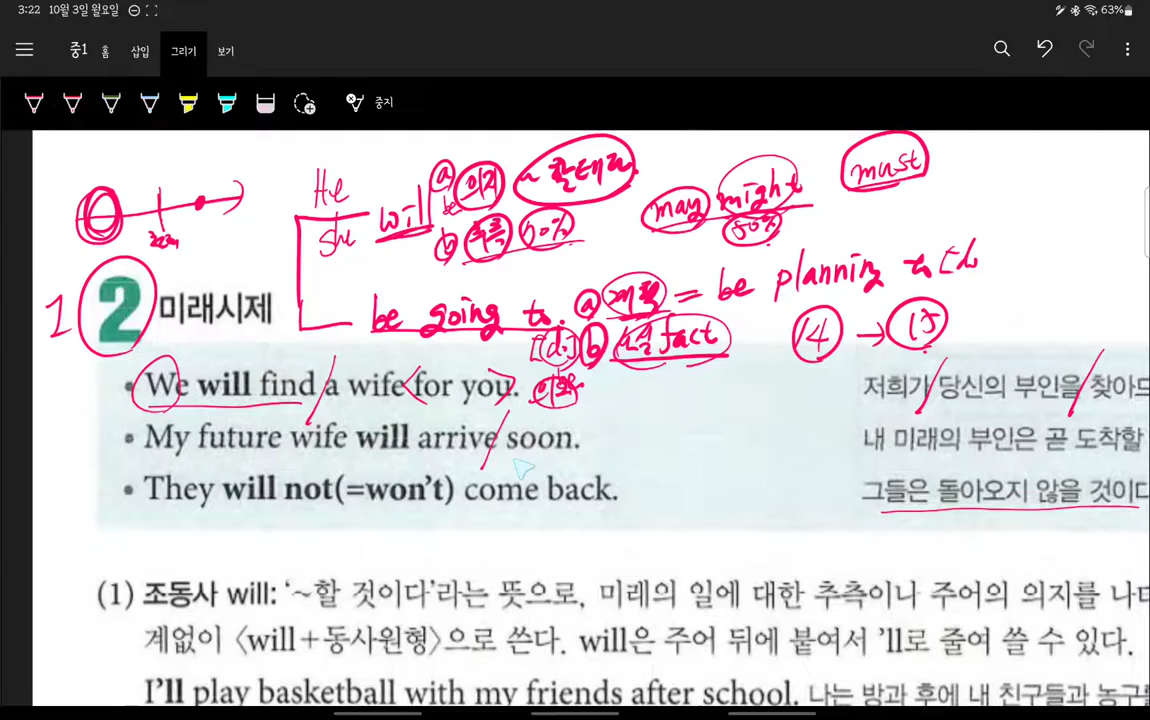 3:22 10월 3일 월요일 63%
중1 홈 삽입 그리기 보기
중지
He
She
will
ⓐ 의지 ~할테다.
be
ⓑ 추측 50%
may might 50%
must
be going to. ⓐ 계획 = be planning to
ⓑ fact
14 → 15
1
2 미래시제
• We will find a wife for you. 저희가 당신의 부인을 찾아드
• My future wife will arrive soon. 내 미래의 부인은 곧 도착할
• They will not(=won't) come back. 그들은 돌아오지 않을 것이다
(1) 조동사 will: ‘~할 것이다’라는 뜻으로, 미레의 일에 대한 추측이나 주어의 의지를 나타
계없이 〈will+동사원형〉으로 쓴다. will은 주어 뒤에 붙여서 ’ll로 줄여 쓸 수 있다.
I’ll play basketball with my friends after school. 나는 방과 후에 내 친구들과 농구